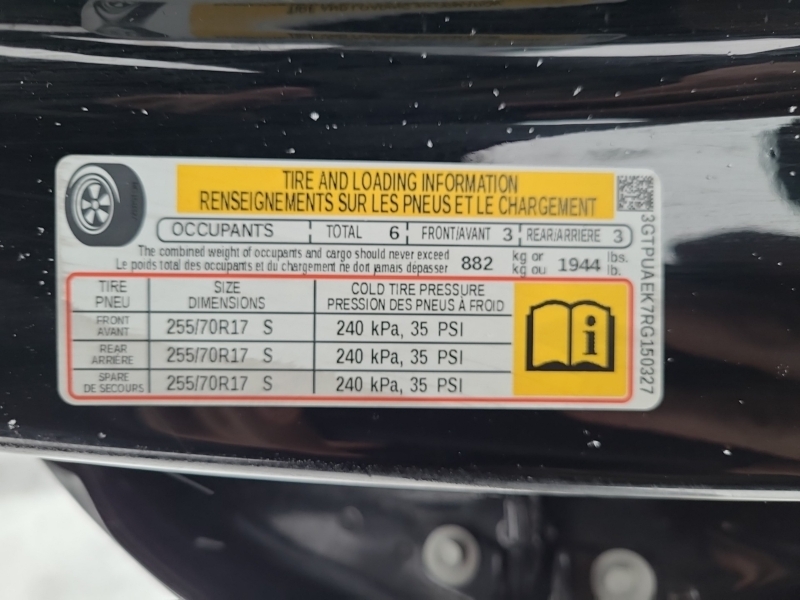 TIRE AND LOADING INFORMATION
RENSEIGNEMENTS SUR LES PNEUS ET LE CHARGEMENT
OCCUPANTS TOTAL 6 FRONT/AVANT 3 REAR/ARRIÈRE 3
The combined weight of occupants and cargo should never exceed 882 kg or 1944 lbs.
Le poids total des occupants et du chargement ne doit jamais dépasser kg ou lb.
TIRE SIZE COLD TIRE PRESSURE
PNEU DIMENSIONS PRESSION DES PNEUS À FROID
FRONT AVANT 255/70R17 S 240 kPa, 35 PSI
REAR ARRIÈRE 255/70R17 S 240 kPa, 35 PSI
SPARE DE SECOURS 255/70R17 S 240 kPa, 35 PSI
3GTPUAEK7RG150327